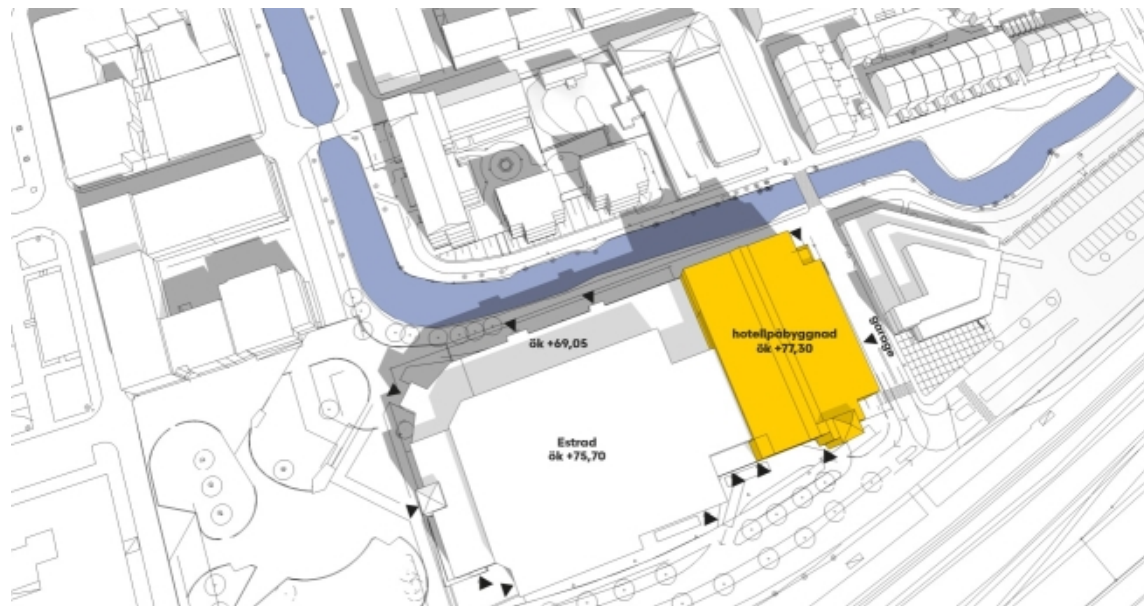 hotellpåbyggnad
ök +77,30
garage
ök +69,05
Estrad
ök +75,70